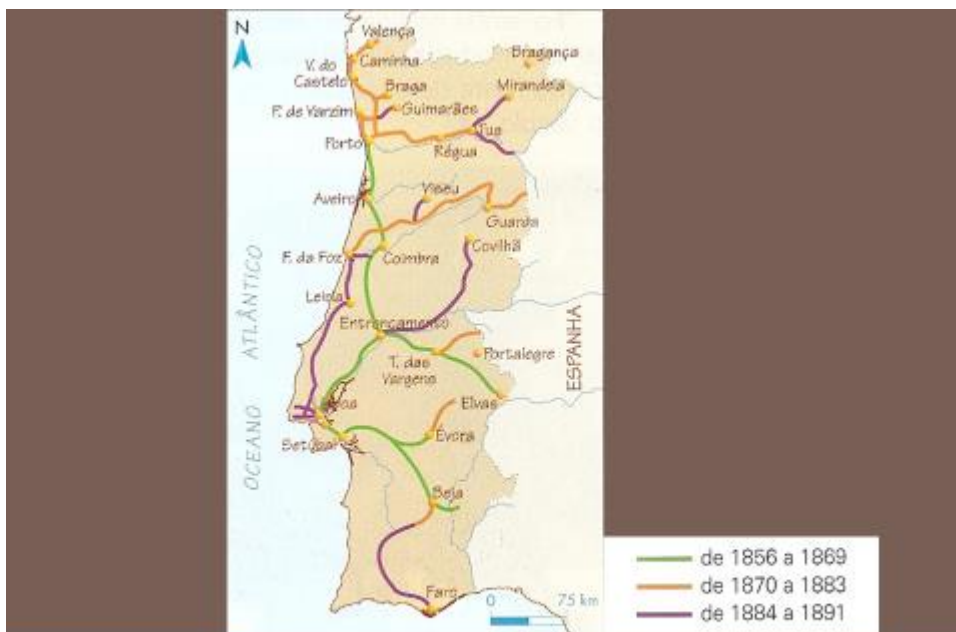 N
Valença
Caminha
V. do
Castelo
Bragança
Mirandela
Braga
Guimarães
P. de Varzim
Tua
Porto
Régua
Aveiro
Viseu
Guarda
F. da Foz
Coimbra
Covilhã
Leiria
Entroncamento
T. das
Vargens
Portalegre
Elvas
Setúbal
Évora
Beja
Faro
OCEANO ATLÂNTICO
ESPANHA
0 75 km
de 1856 a 1869
de 1870 a 1883
de 1884 a 1891